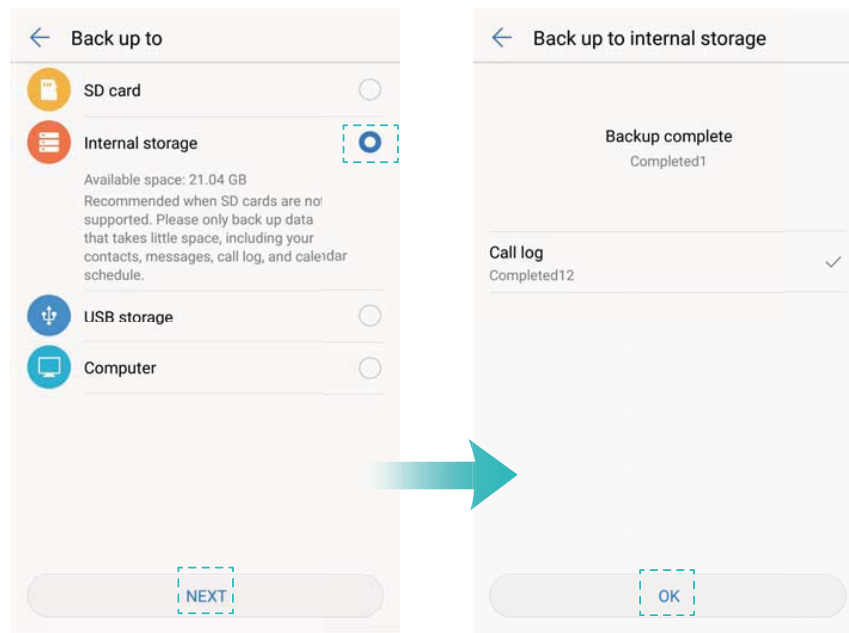 Back up to
SD card
Internal storage
Available space: 21.04 GB
Recommended when SD cards are not
supported. Please only back up data
that takes little space, including your
contacts, messages, call log, and calendar
schedule.
USB storage
Computer
NEXT
Back up to internal storage
Backup complete
Completed1
Call log
Completed12
OK